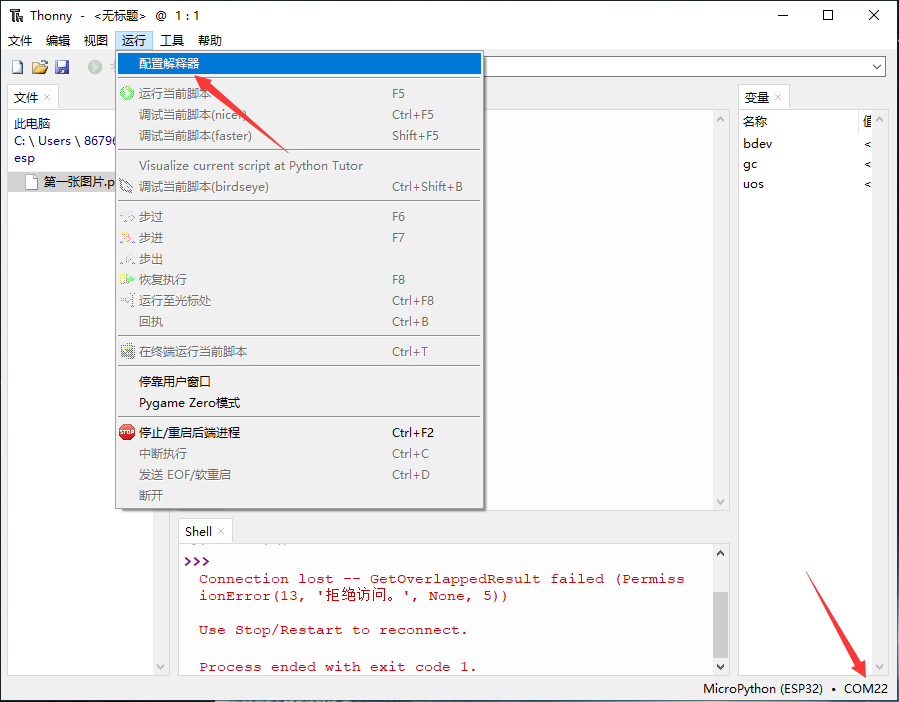 Thonny - <无标题> @ 1 : 1
文件 编辑 视图 运行 工具 帮助
配置解释器
运行当前脚本 F5
调试当前脚本(nicer) Ctrl+F5
调试当前脚本(faster) Shift+F5
Visualize current script at Python Tutor
调试当前脚本(birdseye) Ctrl+Shift+B
步过 F6
步进 F7
步出
恢复执行 F8
运行至光标处 Ctrl+F8
回执 Ctrl+B
在终端运行当前脚本 Ctrl+T
停靠用户窗口
Pygame Zero模式
STOP 停止/重启后端进程 Ctrl+F2
中断执行 Ctrl+C
发送 EOF/软重启 Ctrl+D
断开
文件
此电脑
C: \ Users \ 8679
esp
第一张图片.p
变量
名称 值
bdev <
gc <
uos <
Shell
>>>
Connection lost -- GetOverlappedResult failed (Permiss
ionError(13, '拒绝访问。', None, 5))
Use Stop/Restart to reconnect.
Process ended with exit code 1.
MicroPython (ESP32) • COM22